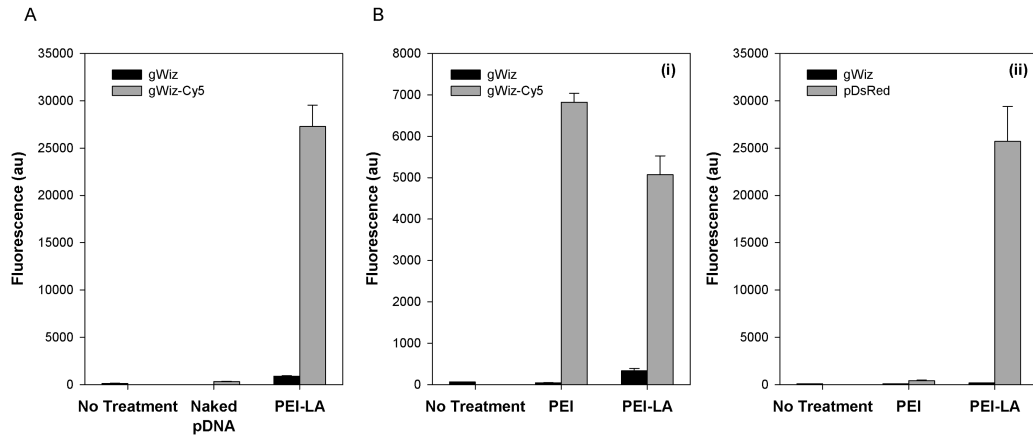 A
Fluorescence (au)
35000
30000
25000
20000
15000
10000
5000
0
gWiz
gWiz-Cy5
No Treatment
Naked
pDNA
PEI-LA
B
Fluorescence (au)
8000
7000
6000
5000
4000
3000
2000
1000
0
gWiz
gWiz-Cy5
(i)
No Treatment
PEI
PEI-LA
Fluorescence (au)
35000
30000
25000
20000
15000
10000
5000
0
gWiz
pDsRed
(ii)
No Treatment
PEI
PEI-LA